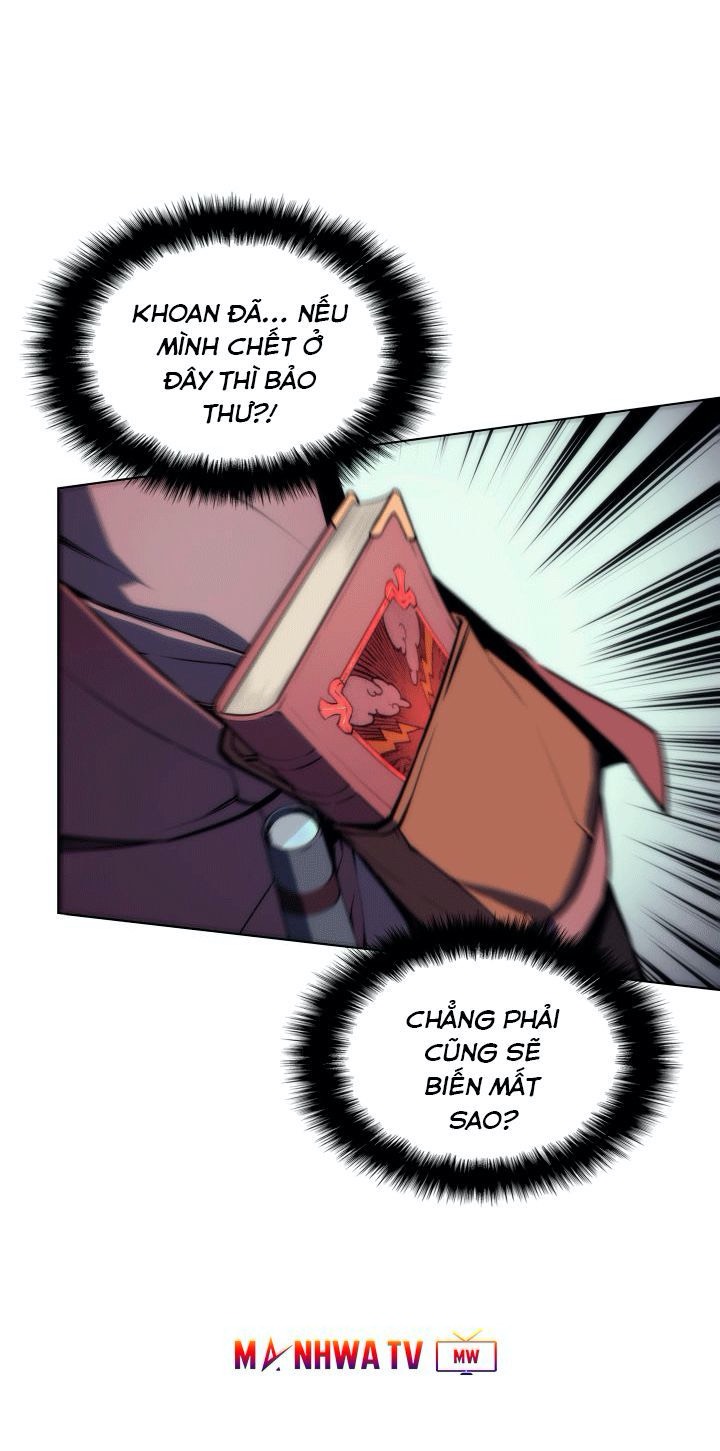 KHOAN ĐÃ... NẾU
MÌNH CHẾT Ở
ĐÂY THÌ BẢO
THƯ?!
CHẲNG PHẢI
CŨNG SẼ
BIẾN MẤT
SAO?
MANHWA TV MW